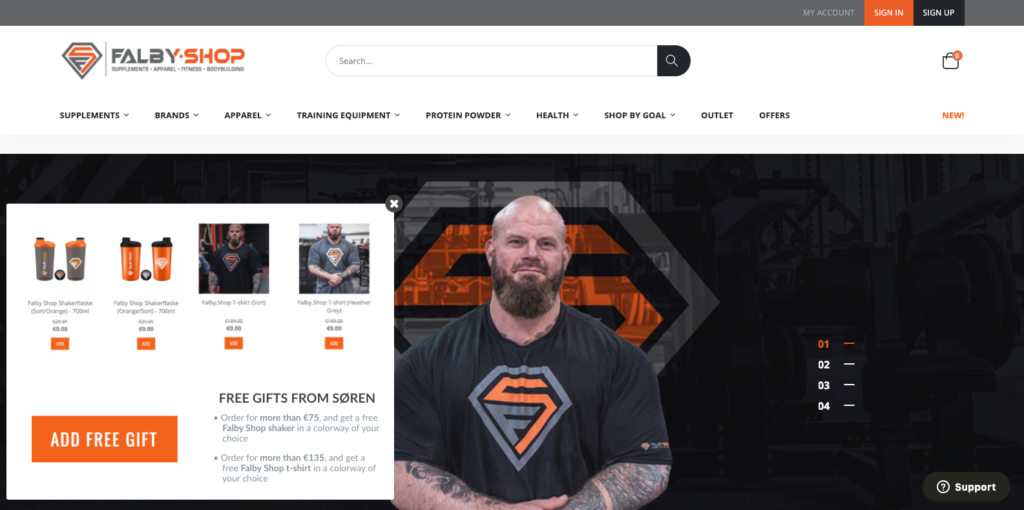 MY ACCOUNT
SIGN IN
SIGN UP
FALBY·SHOP
SUPPLEMENTS · APPAREL · FITNESS · BODYBUILDING
Search...
0
SUPPLEMENTS
BRANDS
APPAREL
TRAINING EQUIPMENT
PROTEIN POWDER
HEALTH
SHOP BY GOAL
OUTLET
OFFERS
NEW!
Falby Shop Shakerflaske
(Sort/Orange) - 700ml
€21.01
€0.00
ADD
Falby Shop Shakerflaske
(Orange/Sort) - 700ml
€21.01
€0.00
ADD
Falby.Shop T-shirt (Sort)
€189.00
€0.00
ADD
Falby.Shop T-shirt (Heather
Grey)
€189.00
€0.00
ADD
ADD FREE GIFT
FREE GIFTS FROM SØREN
• Order for more than €75, and get a free
Falby Shop shaker in a colorway of your
choice
• Order for more than €135, and get a
free Falby Shop t-shirt in a colorway of
your choice
01
02
03
04
Support